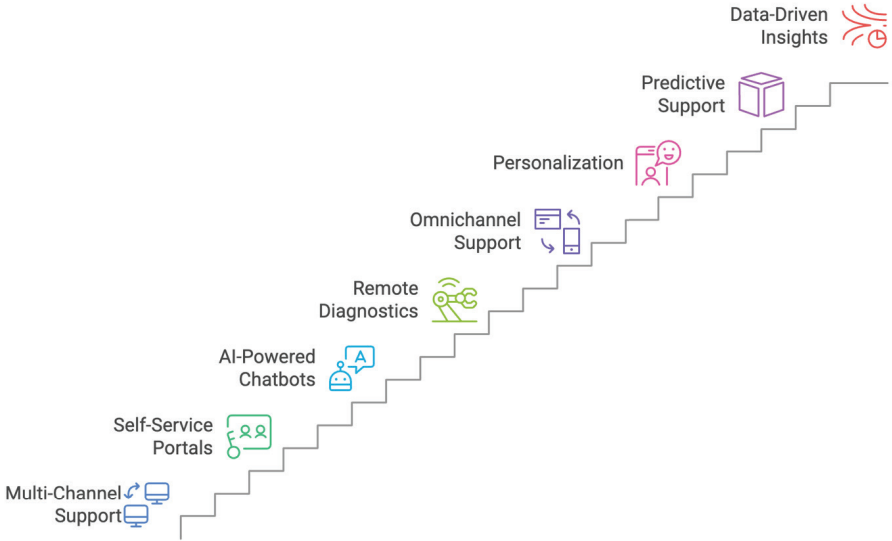 Data-Driven
Insights
Predictive
Support
Personalization
Omnichannel
Support
Remote
Diagnostics
AI-Powered
Chatbots
A
Self-Service
Portals
Multi-Channel
Support